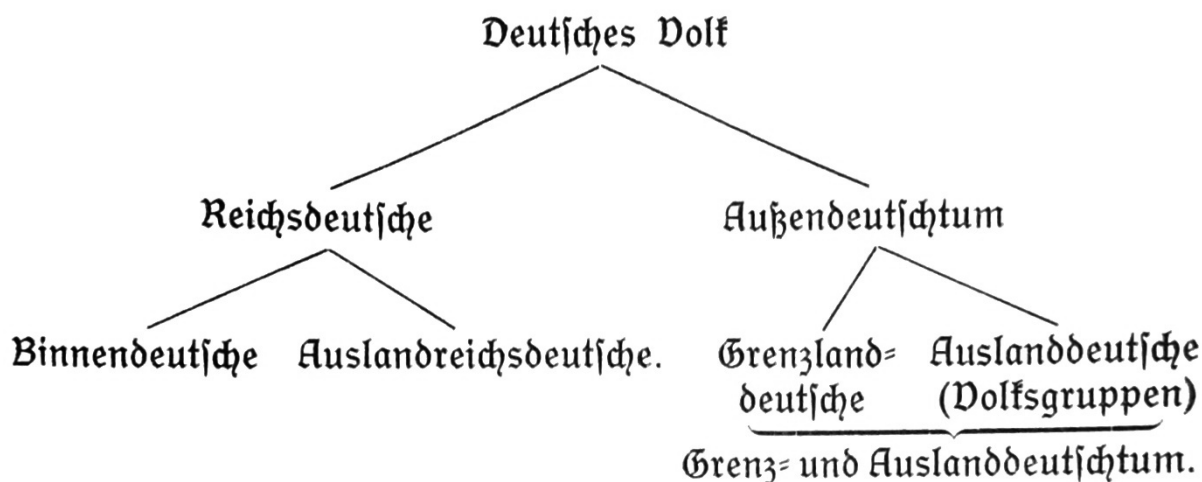 Deutsches Volk
Reichsdeutsche Außendeutschtum
Binnendeutsche Auslandreichsdeutsche. Grenzland= Auslanddeutsche
deutsche (Volksgruppen)
Grenz= und Auslanddeutschtum.